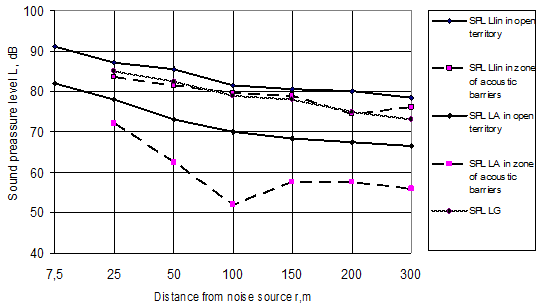 Sound preassure level L, dB
100
90
80
70
60
50
40
7,5
25
50
100
150
200
300
Distance from noise source r,m
SPL Llin in open
territory
SPL Llin in zone
of acoustic
barriers
SPL LA in open
territory
SPL LA in zone
of acoustic
barriers
SPL LG